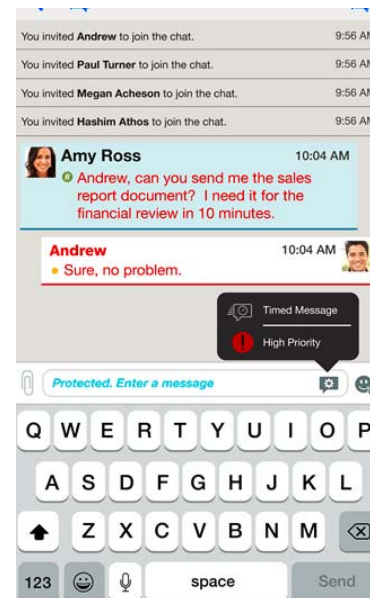 You invited Andrew to join the chat. 9:56 AM
You invited Paul Turner to join the chat. 9:56 AM
You invited Megan Acheson to join the chat. 9:56 AM
You invited Hashim Athos to join the chat. 9:56 AM
Amy Ross 10:04 AM
R Andrew, can you send me the sales
report document? I need it for the
financial review in 10 minutes.
Andrew 10:04 AM
Sure, no problem.
Timed Message
High Priority
Protected. Enter a message
Q W E R T Y U I O P
A S D F G H J K L
Z X C V B N M
123 space Send